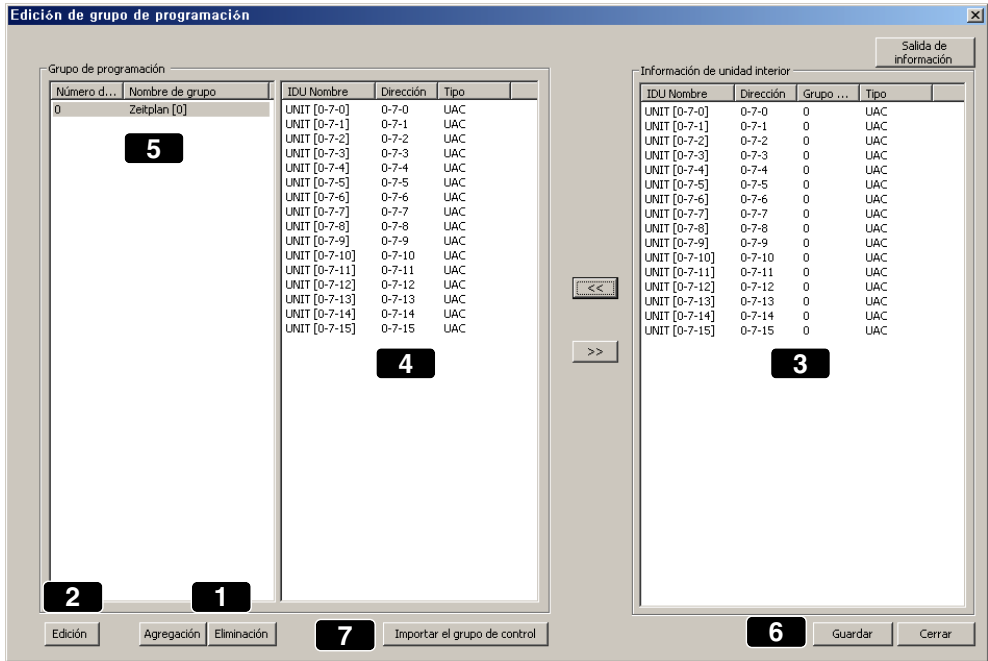 Edición de grupo de programación
Salida de información
Grupo de programación
Número d... Nombre de grupo
0 Zeitplan [0]
5
IDU Nombre Dirección Tipo
UNIT [0-7-0] 0-7-0 UAC
UNIT [0-7-1] 0-7-1 UAC
UNIT [0-7-2] 0-7-2 UAC
UNIT [0-7-3] 0-7-3 UAC
UNIT [0-7-4] 0-7-4 UAC
UNIT [0-7-5] 0-7-5 UAC
UNIT [0-7-6] 0-7-6 UAC
UNIT [0-7-7] 0-7-7 UAC
UNIT [0-7-8] 0-7-8 UAC
UNIT [0-7-9] 0-7-9 UAC
UNIT [0-7-10] 0-7-10 UAC
UNIT [0-7-11] 0-7-11 UAC
UNIT [0-7-12] 0-7-12 UAC
UNIT [0-7-13] 0-7-13 UAC
UNIT [0-7-14] 0-7-14 UAC
UNIT [0-7-15] 0-7-15 UAC
4
<<
>>
Información de unidad interior
IDU Nombre Dirección Grupo ... Tipo
UNIT [0-7-0] 0-7-0 0 UAC
UNIT [0-7-1] 0-7-1 0 UAC
UNIT [0-7-2] 0-7-2 0 UAC
UNIT [0-7-3] 0-7-3 0 UAC
UNIT [0-7-4] 0-7-4 0 UAC
UNIT [0-7-5] 0-7-5 0 UAC
UNIT [0-7-6] 0-7-6 0 UAC
UNIT [0-7-7] 0-7-7 0 UAC
UNIT [0-7-8] 0-7-8 0 UAC
UNIT [0-7-9] 0-7-9 0 UAC
UNIT [0-7-10] 0-7-10 0 UAC
UNIT [0-7-11] 0-7-11 0 UAC
UNIT [0-7-12] 0-7-12 0 UAC
UNIT [0-7-13] 0-7-13 0 UAC
UNIT [0-7-14] 0-7-14 0 UAC
UNIT [0-7-15] 0-7-15 0 UAC
3
2 1
Edición Agregación Eliminación 7 Importar el grupo de control 6 Guardar Cerrar